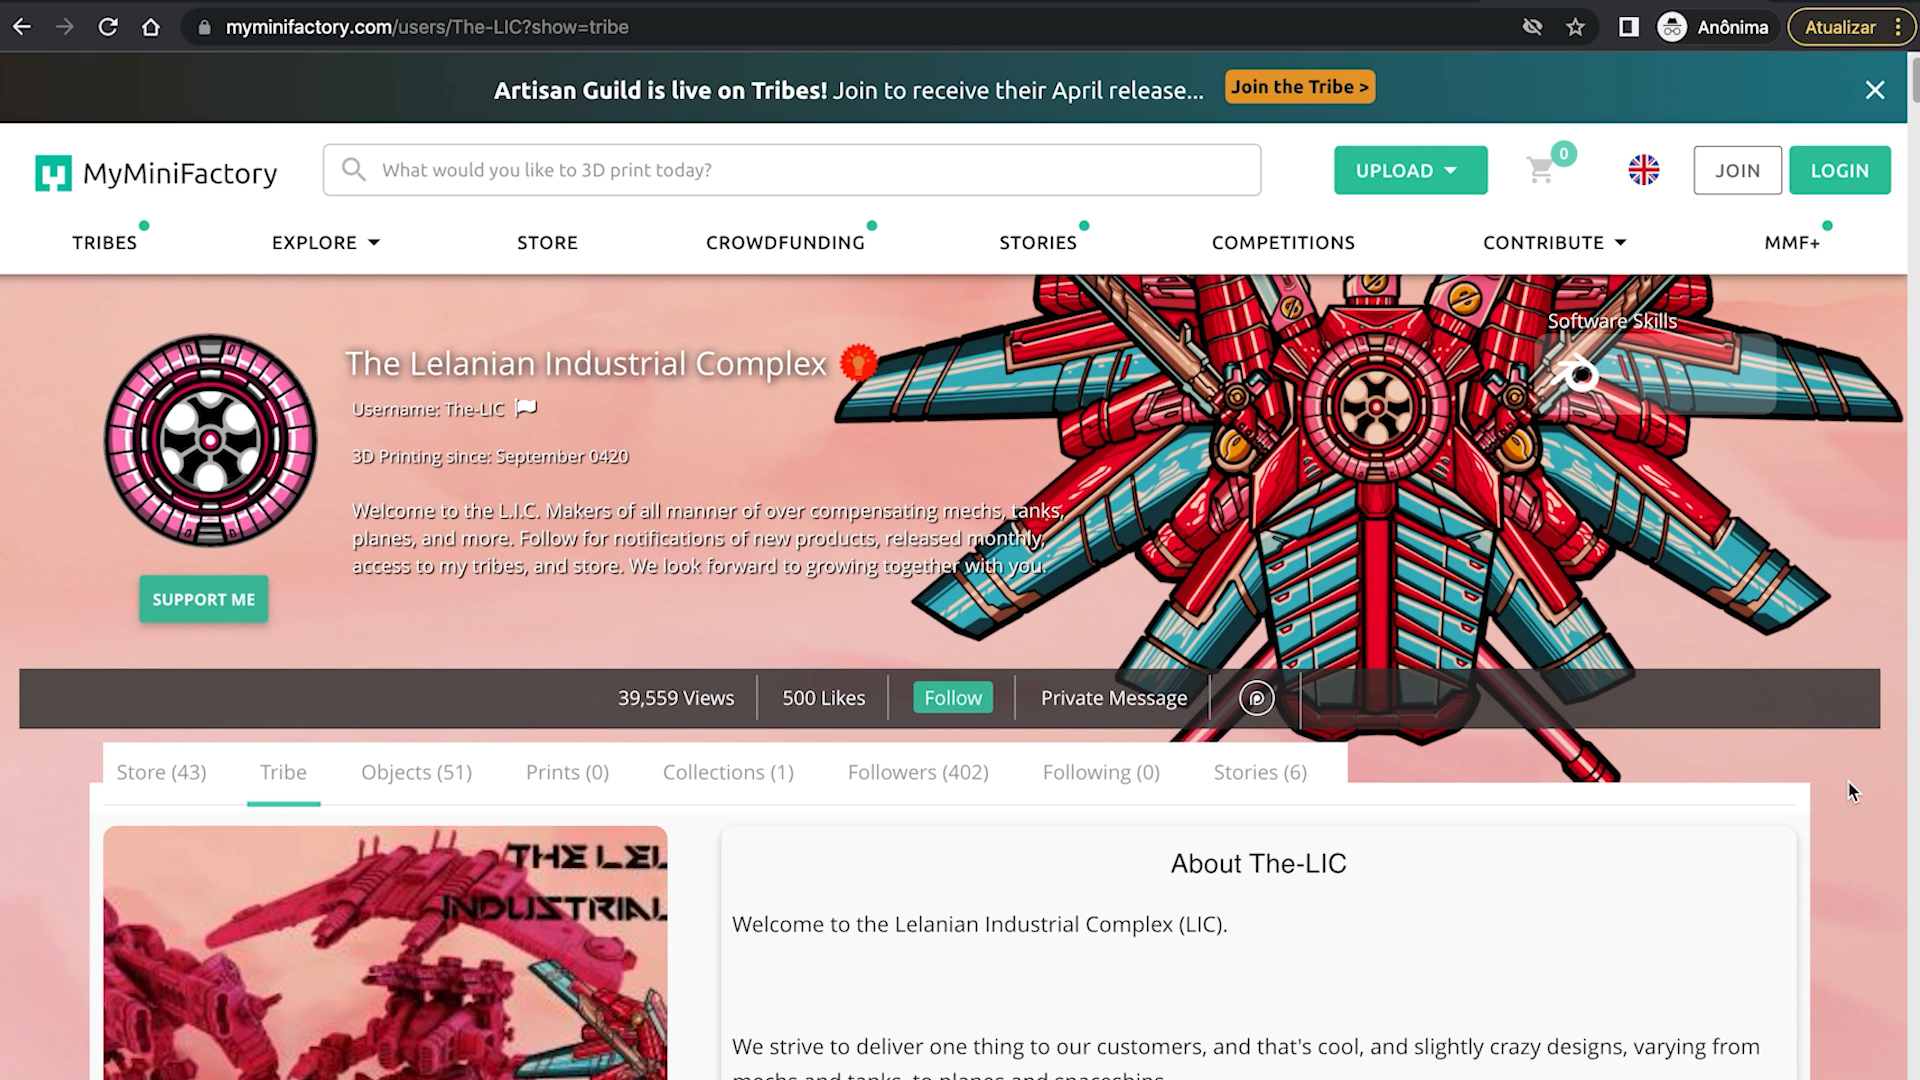 myminifactory.com/users/The-LIC?show=tribe
Anônima
Atualizar
Artisan Guild is live on Tribes! Join to receive their April release...
Join the Tribe >
MyMiniFactory
What would you like to 3D print today?
UPLOAD
0
JOIN
LOGIN
TRIBES
EXPLORE
STORE
CROWDFUNDING
STORIES
COMPETITIONS
CONTRIBUTE
MMF+
Software Skills
The Lelanian Industrial Complex
Username: The-LIC
3D Printing since: September 0420
Welcome to the L.I.C. Makers of all manner of over compensating mechs, tanks,
planes, and more. Follow for notifications of new products, released monthly,
access to my tribes, and store. We look forward to growing together with you.
SUPPORT ME
39,559 Views
500 Likes
Follow
Private Message
Store (43)
Tribe
Objects (51)
Prints (0)
Collections (1)
Followers (402)
Following (0)
Stories (6)
THE LEL
INDUSTRIAL
About The-LIC
Welcome to the Lelanian Industrial Complex (LIC).
We strive to deliver one thing to our customers, and that's cool, and slightly crazy designs, varying from
mechs and tanks, to planes and spaceships.